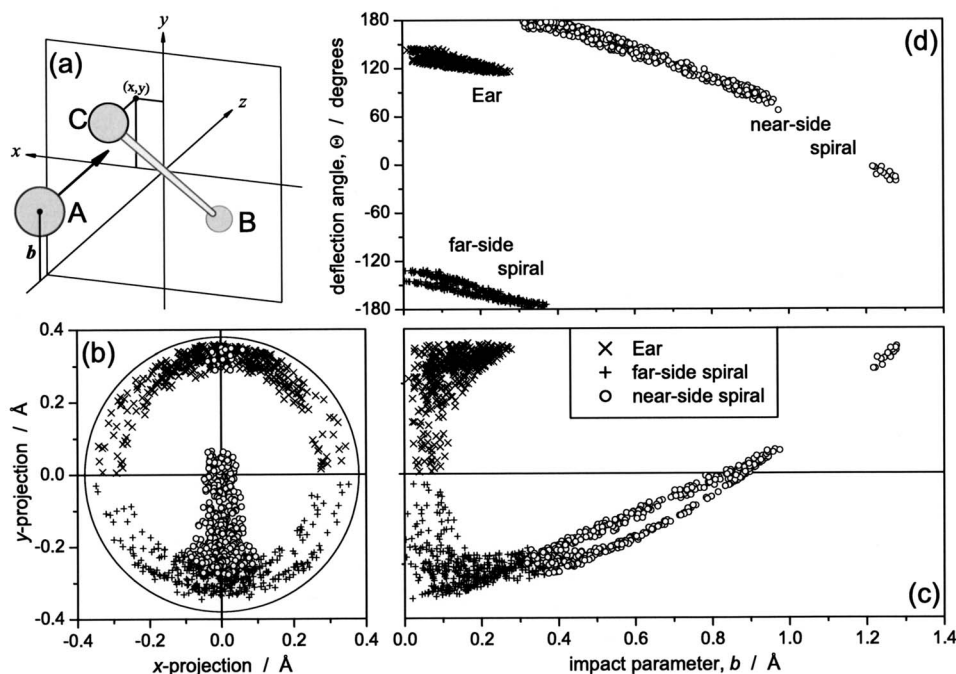 (a)
y
(x,y)
z
C
x
A
B
b
(d)
180
120
60
0
-60
-120
-180
deflection angle, Θ / degrees
Ear
near-side
spiral
far-side
spiral
(b)
0.4
0.2
0.0
-0.2
-0.4
y-projection / Å
-0.4 -0.2 0.0 0.2 0.4
x-projection / Å
× Ear
+ far-side spiral
o near-side spiral
(c)
0.0 0.2 0.4 0.6 0.8 1.0 1.2 1.4
impact parameter, b / Å